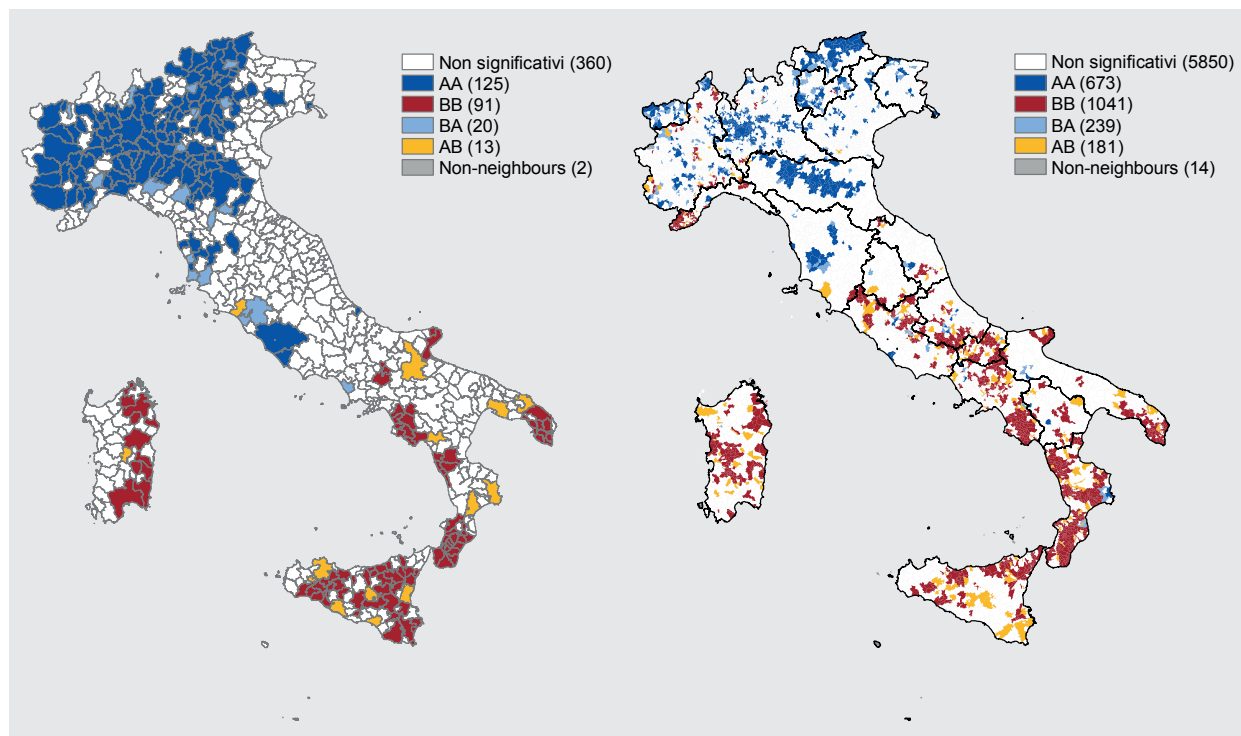 Non significativi (360)
AA (125)
BB (91)
BA (20)
AB (13)
Non-neighbours (2)
Non significativi (5850)
AA (673)
BB (1041)
BA (239)
AB (181)
Non-neighbours (14)